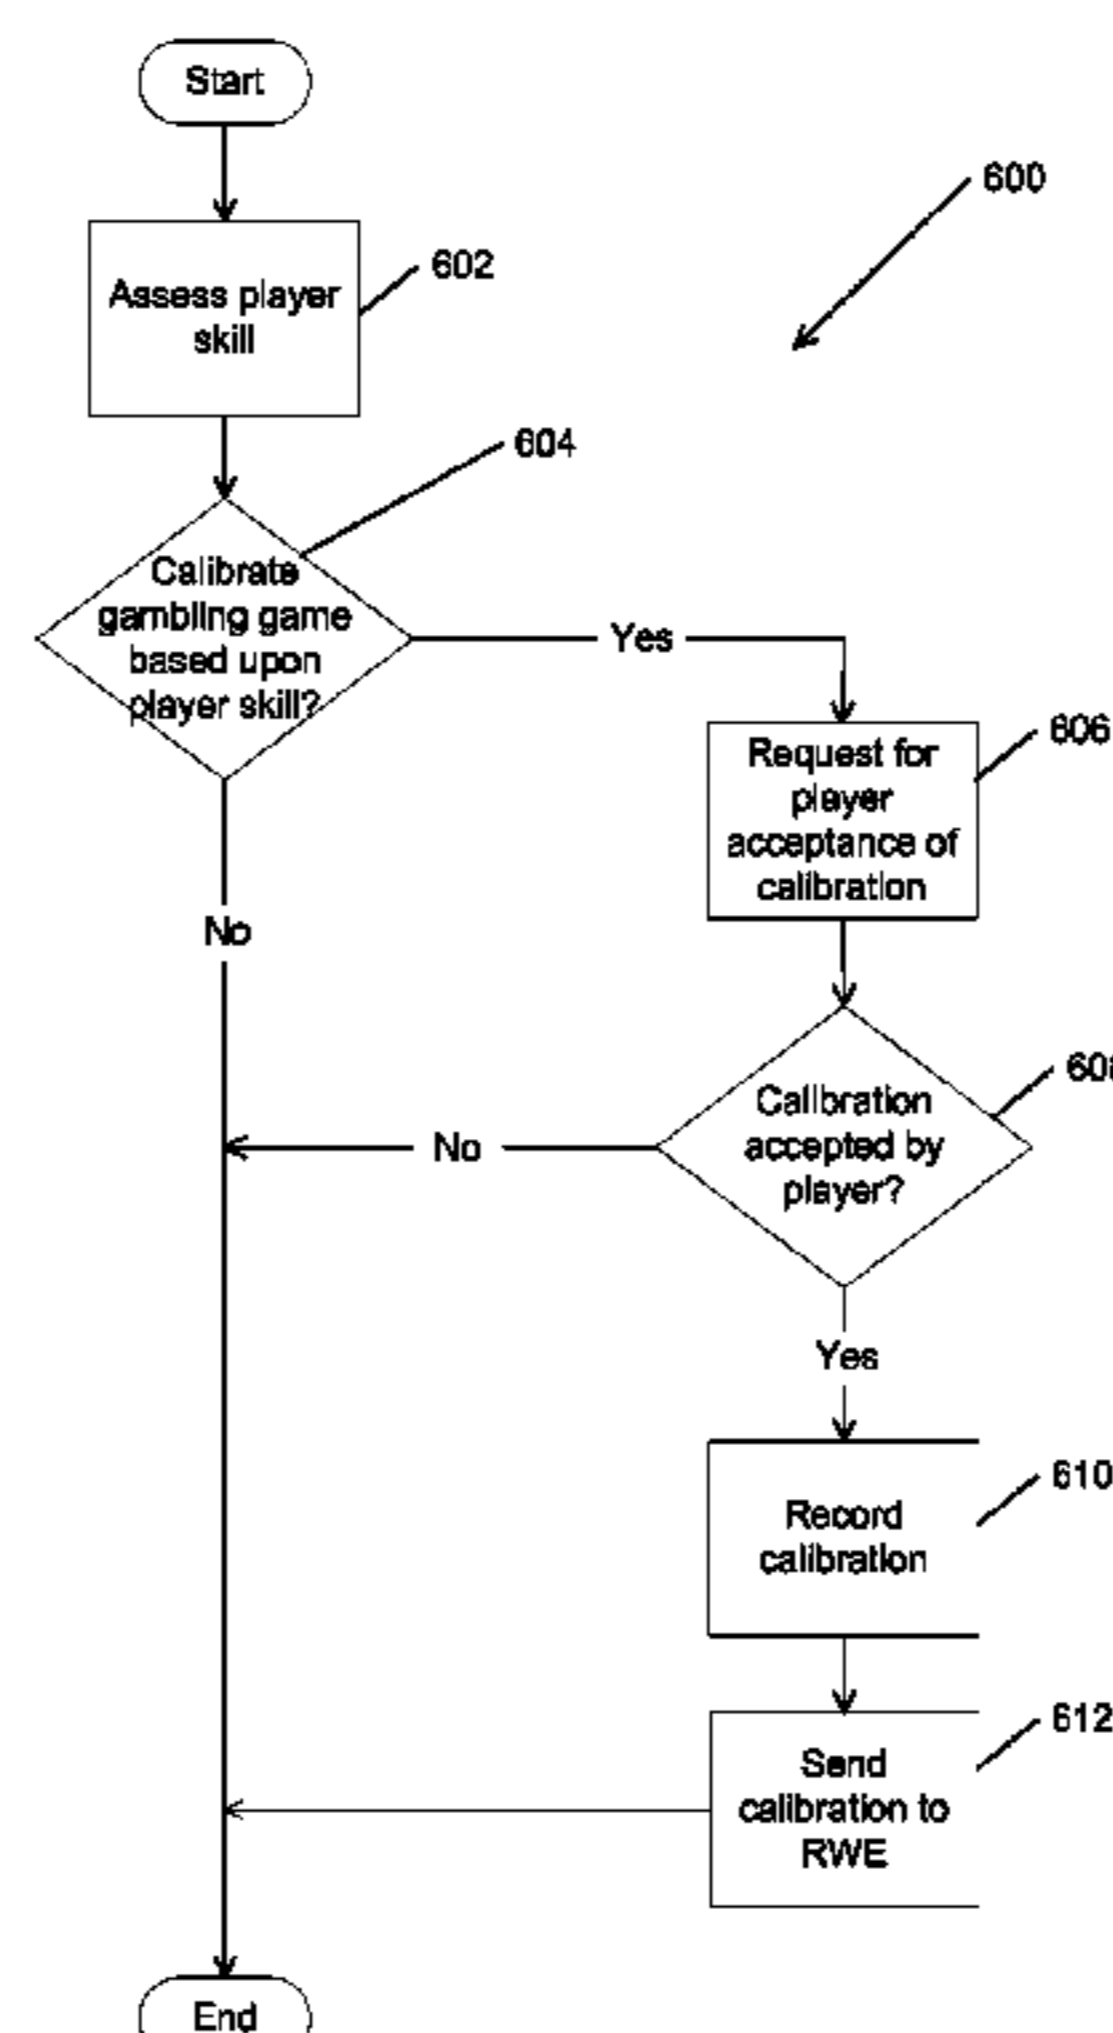 Start
600
602
Assess player
skill
604
Calibrate
gambling game
based upon
player skill?
Yes
606
Request for
player
acceptance of
calibration
No
Calibration
accepted by
player?
No
Yes
610
Record
calibration
612
Send
calibration to
RWE
End